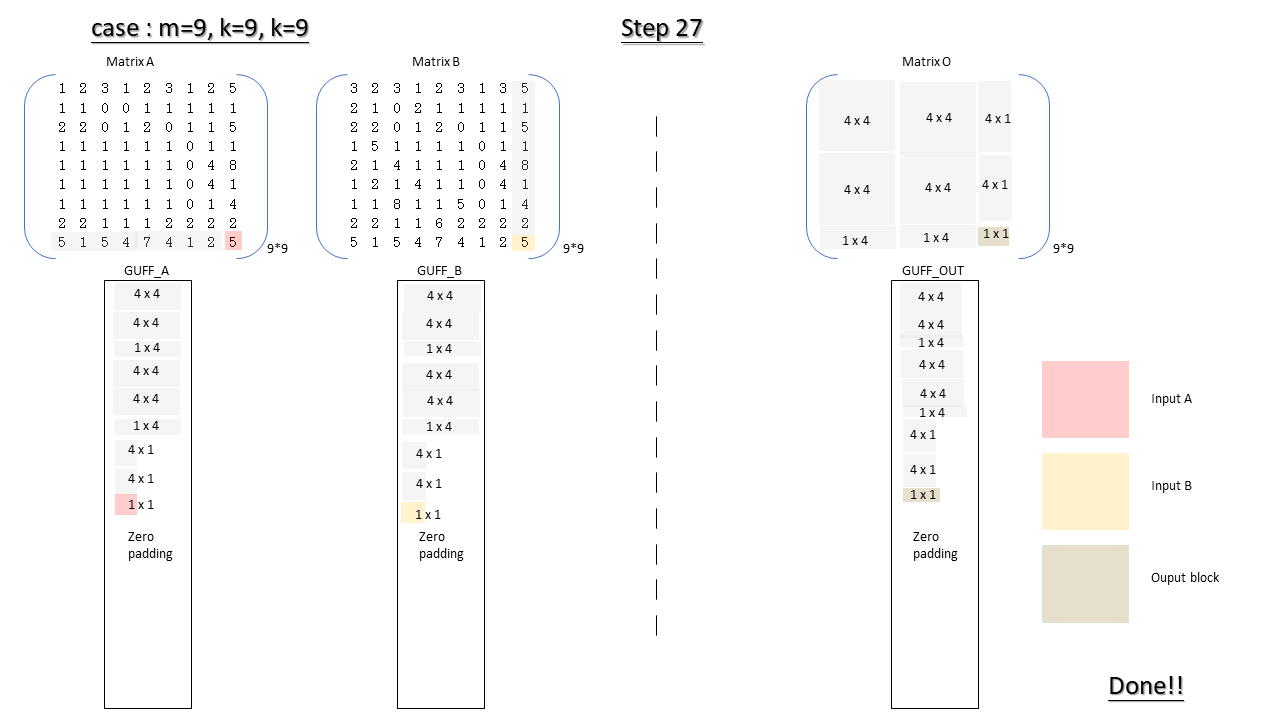 case : m=9, k=9, k=9
Step 27
Matrix A
1 2 3 1 2 3 1 2 5
1 1 0 0 1 1 1 1 1
2 2 0 1 2 0 1 1 5
1 1 1 1 1 1 0 1 1
1 1 1 1 1 1 0 4 8
1 1 1 1 1 1 0 4 1
1 1 1 1 1 1 0 1 4
2 2 1 1 1 2 2 2 2
5 1 5 4 7 4 1 2 5
9*9
Matrix B
3 2 3 1 2 3 1 3 5
2 1 0 2 1 1 1 1 1
2 2 0 1 2 0 1 1 5
1 5 1 1 1 1 0 1 1
2 1 4 1 1 1 0 4 8
1 2 1 4 1 1 0 4 1
1 1 8 1 1 5 0 1 4
2 2 1 1 6 2 2 2 2
5 1 5 4 7 4 1 2 5
9*9
Matrix O
4 x 4 4 x 4 4 x 1
4 x 4 4 x 4 4 x 1
1 x 4 1 x 4 1 x 1
9*9
GUFF_A
4 x 4
4 x 4
1 x 4
4 x 4
4 x 4
1 x 4
4 x 1
4 x 1
1 x 1
Zero
padding
GUFF_B
4 x 4
4 x 4
1 x 4
4 x 4
4 x 4
1 x 4
4 x 1
4 x 1
1 x 1
Zero
padding
GUFF_OUT
4 x 4
4 x 4
1 x 4
4 x 4
4 x 4
1 x 4
4 x 1
4 x 1
1 x 1
Zero
padding
Input A
Input B
Ouput block
Done!!